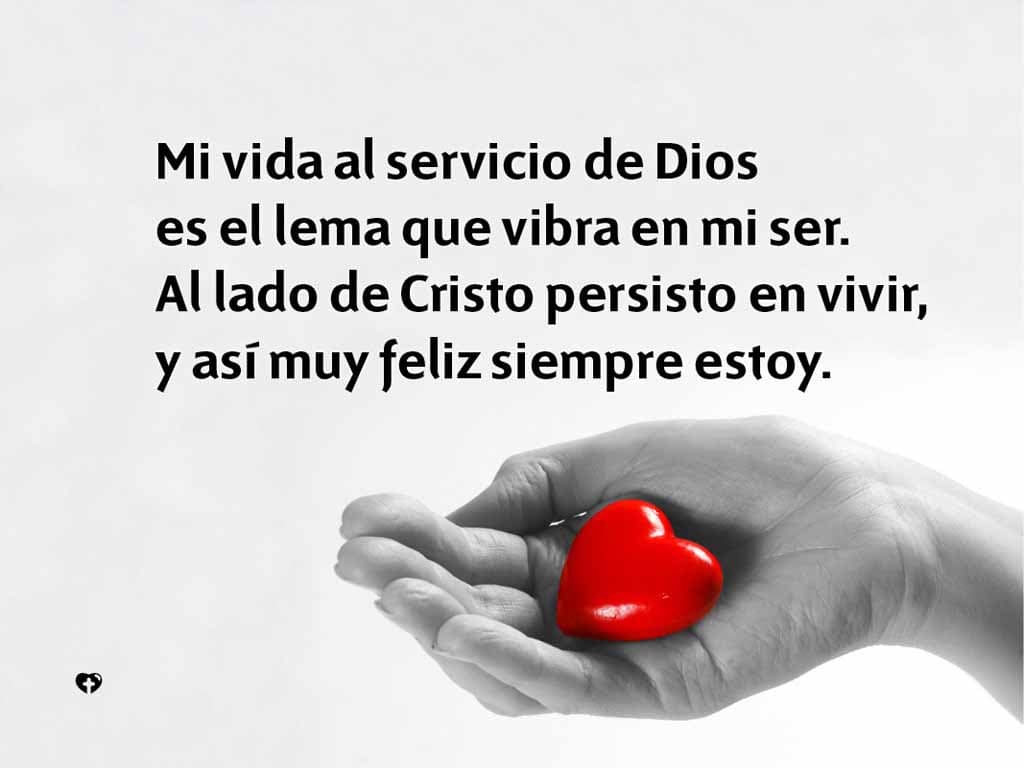 Mi vida al servicio de Dios
es el lema que vibra en mi ser.
Al lado de Cristo persisto en vivir,
y así muy feliz siempre estoy.